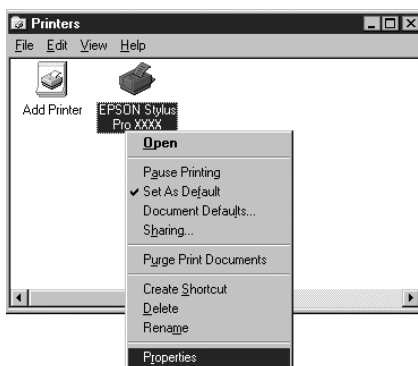 Printers
File Edit View Help
Add Printer
EPSON Stylus
Pro XXXX
Open
Pause Printing
Set As Default
Document Defaults...
Sharing...
Purge Print Documents
Create Shortcut
Delete
Rename
Properties